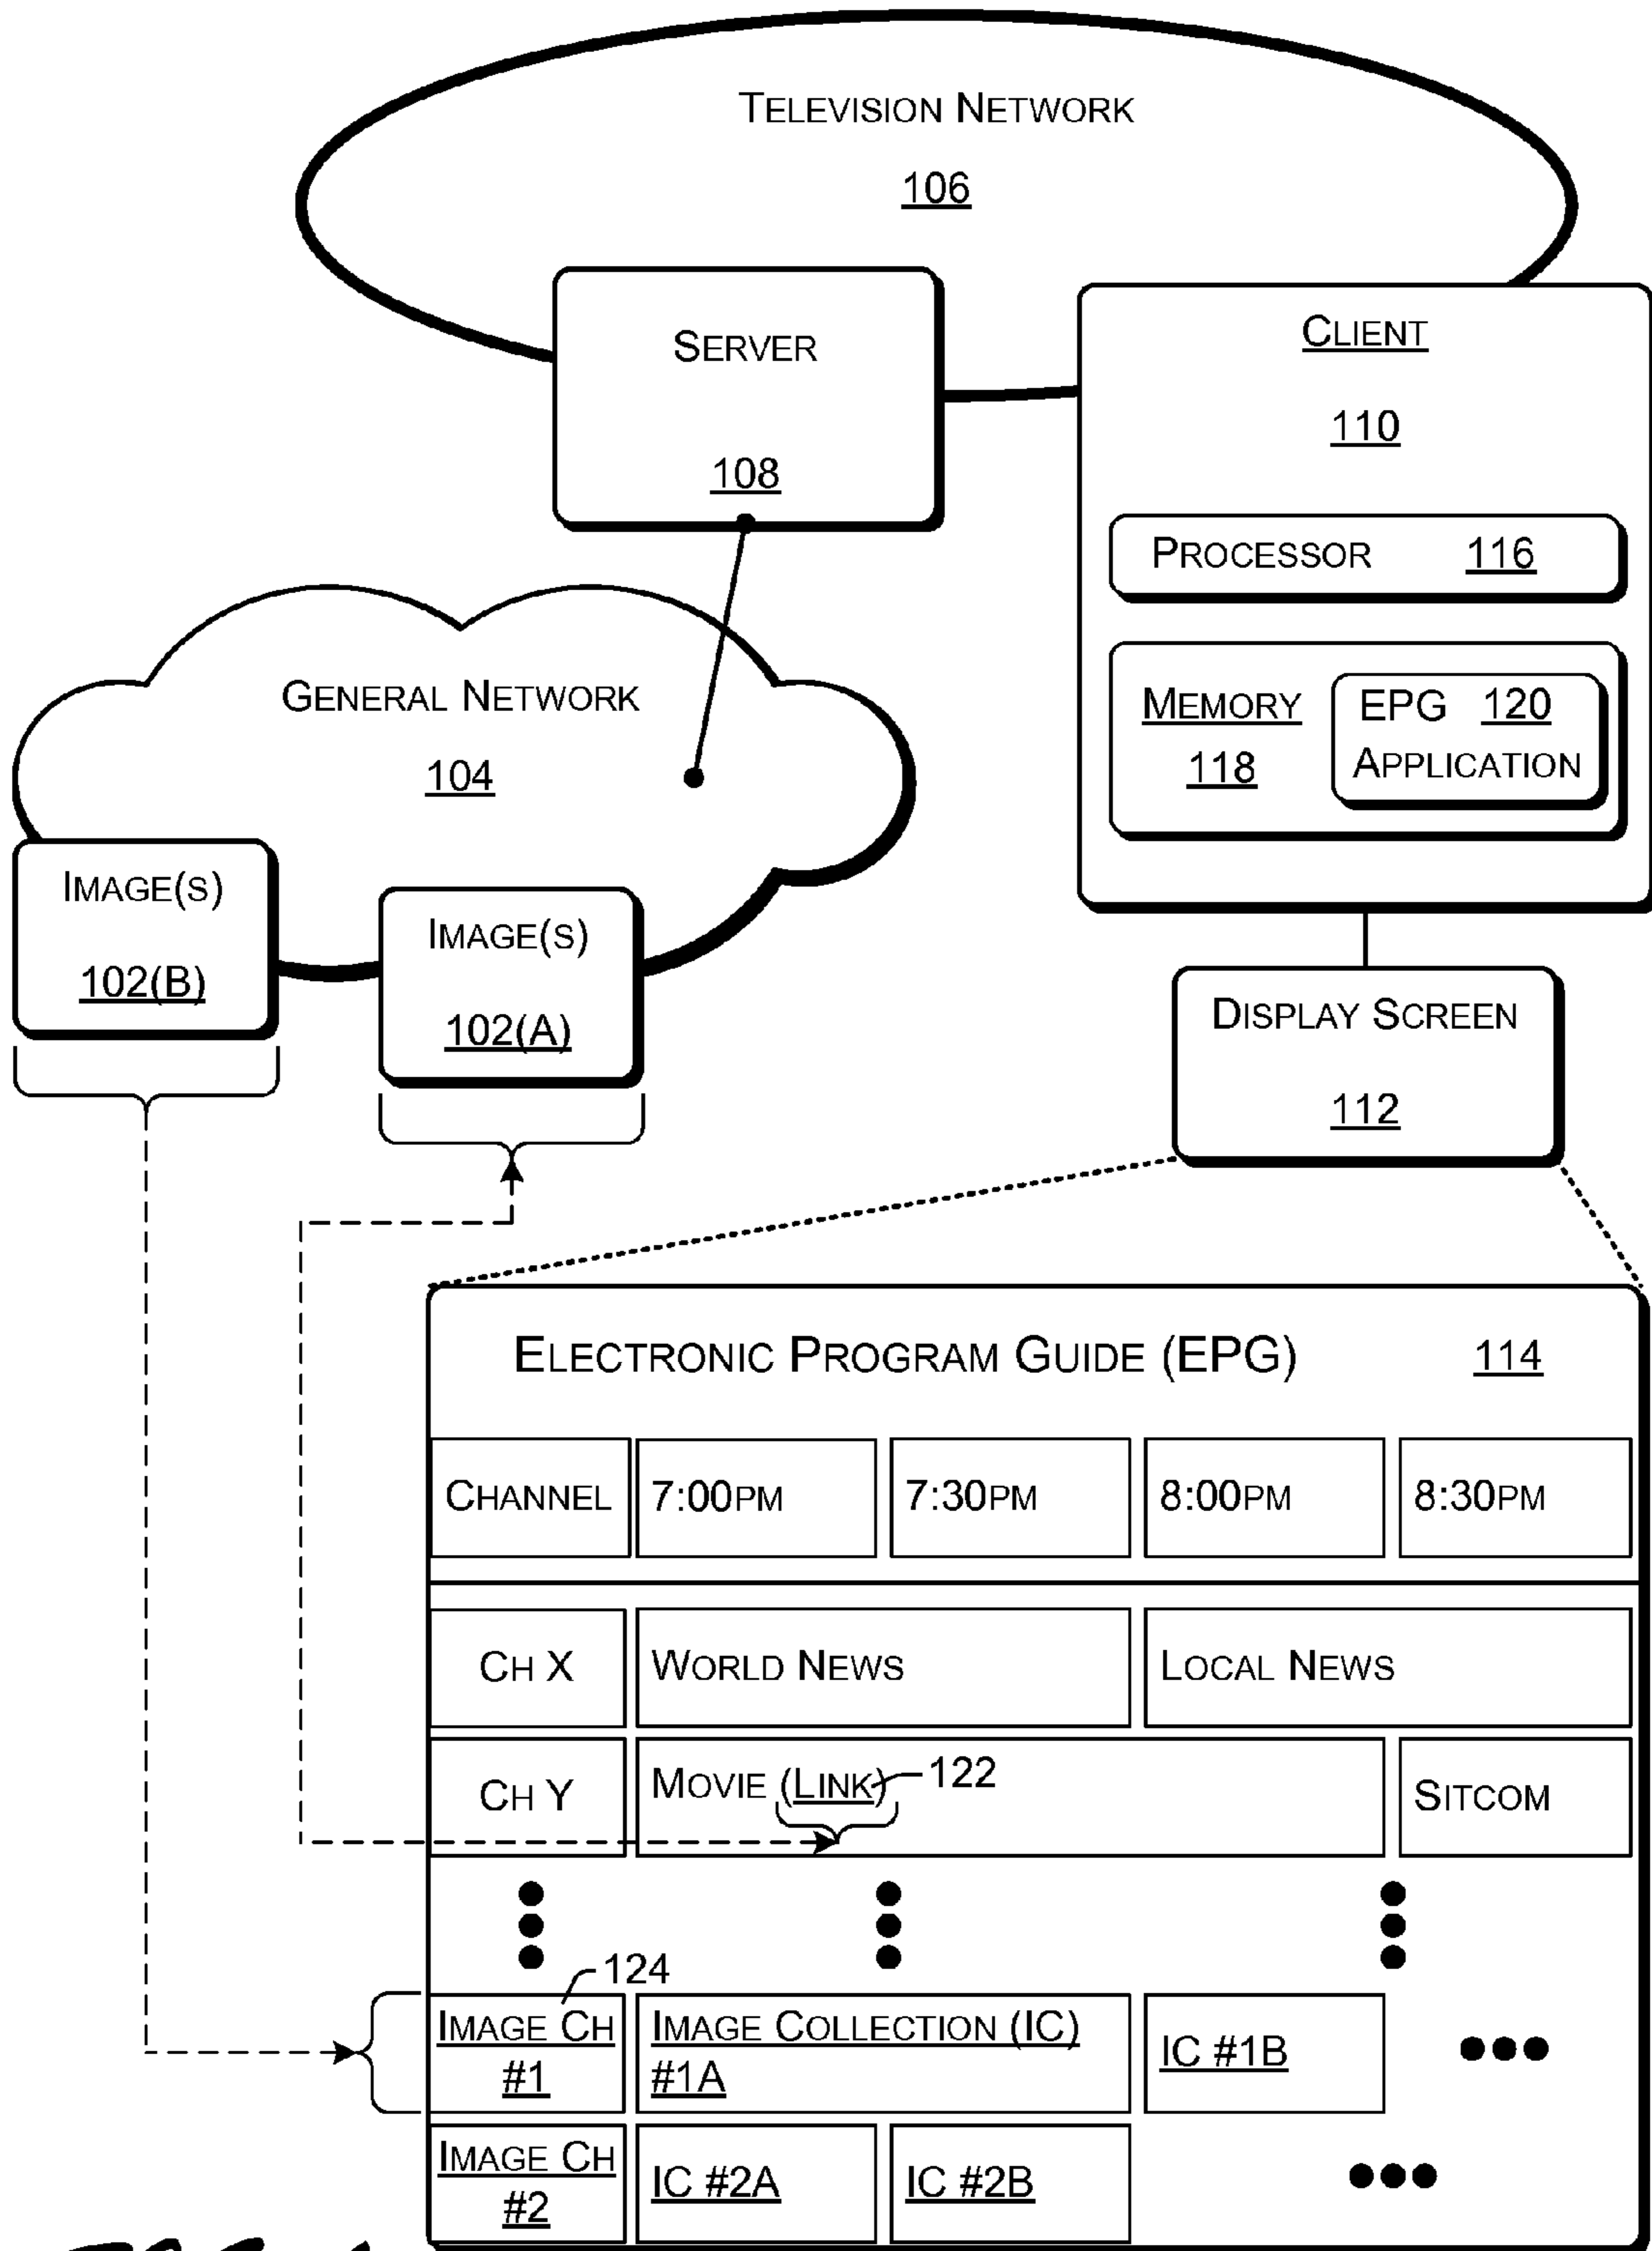 TELEVISION NETWORK
106
SERVER
108
CLIENT
110
PROCESSOR 116
MEMORY
118
EPG 120
APPLICATION
GENERAL NETWORK
104
IMAGE(S)
102(B)
IMAGE(S)
102(A)
DISPLAY SCREEN
112
ELECTRONIC PROGRAM GUIDE (EPG) 114
CHANNEL 7:00PM 7:30PM 8:00PM 8:30PM
CH X WORLD NEWS LOCAL NEWS
CH Y MOVIE (LINK) 122 SITCOM
124
IMAGE CH
#1
IMAGE COLLECTION (IC)
#1A
IC #1B
IMAGE CH
#2
IC #2A IC #2B